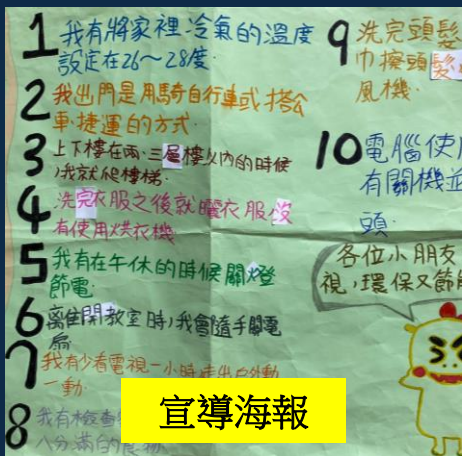 1 我有將家裡冷氣的溫度
設定在26～28度.
2 我出門是用騎自行車或搭公
車捷運的方式.
3 上下樓在兩、三層樓以內的時候
,我就爬樓梯.
4 洗完衣服之後就曬衣服沒
有使用烘衣機
5 我有在午休的時候關燈
節電.
6 離開教室時,我會隨手關電
扇
7 我有少看電視一小時走出戶外動
一動.
8 我有檢查
八分滿的
9 洗完頭髮
巾擦頭髮
風機.
10 電腦使
有關機並
頭.
各位小朋友
視,環保又節
宣導海報